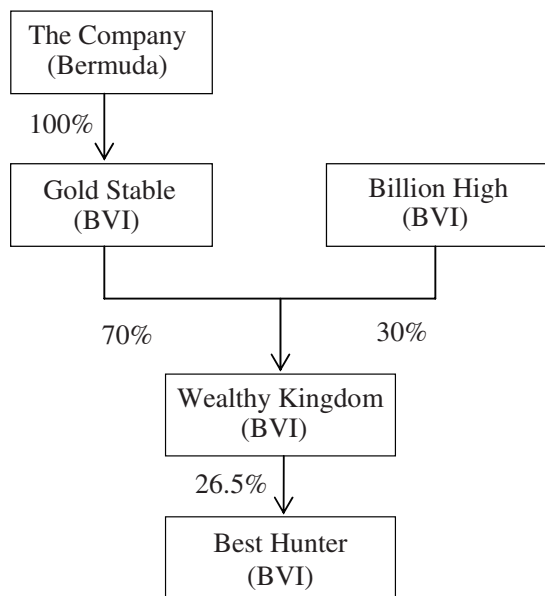 The Company
(Bermuda)
100%
Gold Stable
(BVI)
Billion High
(BVI)
70%
30%
Wealthy Kingdom
(BVI)
26.5%
Best Hunter
(BVI)